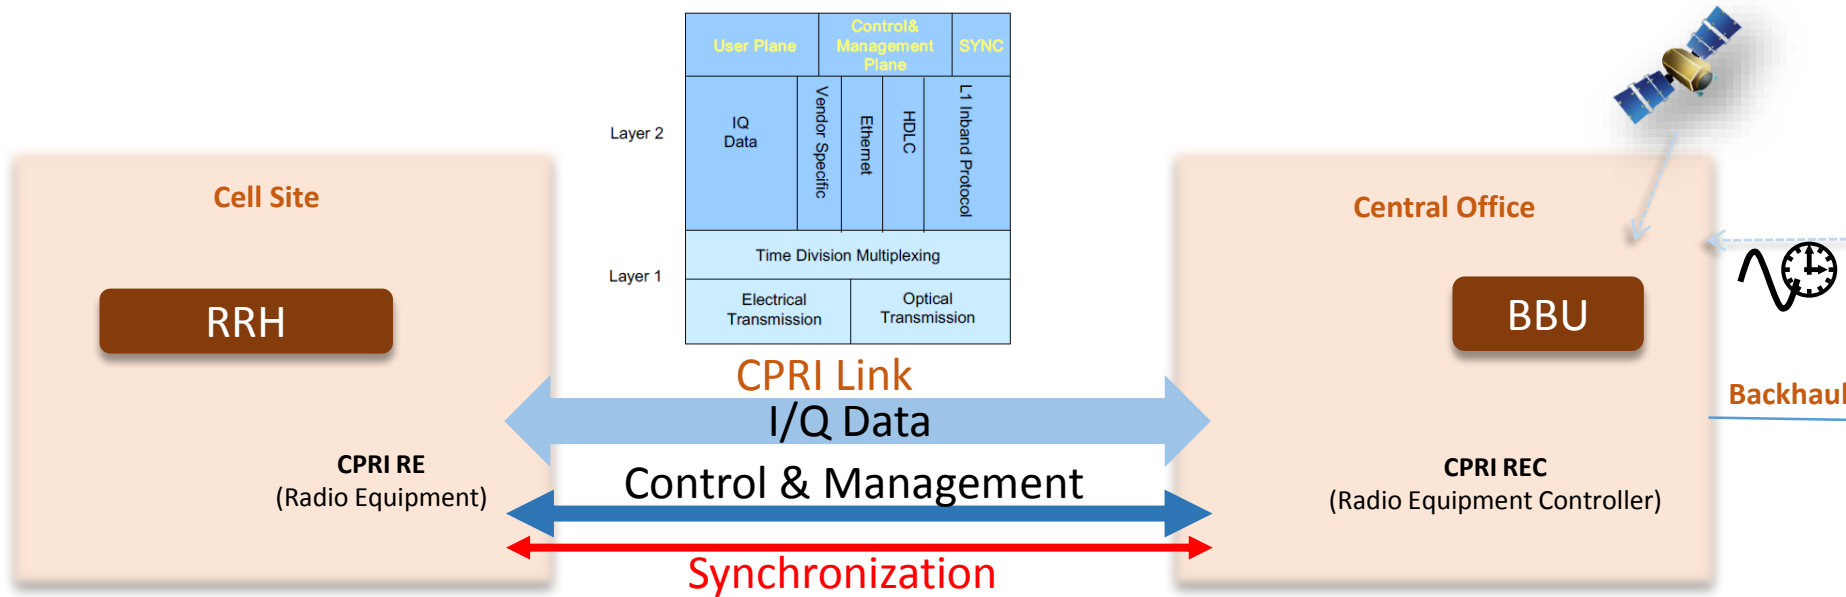 User Plane
Control&
Management
Plane
SYNC
Layer 2
IQ
Data
Vendor Specific
Ethernet
HDLC
L1 Inband Protocol
Time Division Multiplexing
Layer 1
Electrical
Transmission
Optical
Transmission
Cell Site
RRH
CPRI RE
(Radio Equipment)
CPRI Link
I/Q Data
Control & Management
Synchronization
Central Office
BBU
CPRI REC
(Radio Equipment Controller)
Backhaul